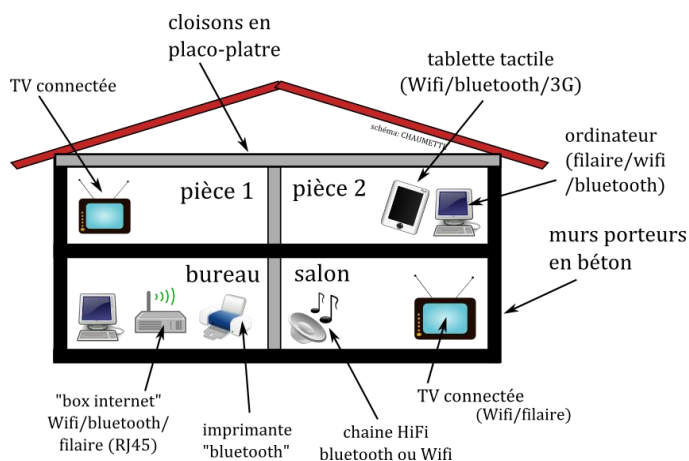 cloisons en
placo-platre
TV connectée
tablette tactile
(Wifi/bluetooth/3G)
schéma: CHAUMETTE
ordinateur
(filaire/wifi
/bluetooth)
pièce 1
pièce 2
murs porteurs
en béton
bureau
salon
"box internet"
Wifi/bluetooth/
filaire (RJ45)
imprimante
"bluetooth"
chaine HiFi
bluetooth ou Wifi
TV connectée
(Wifi/filaire)